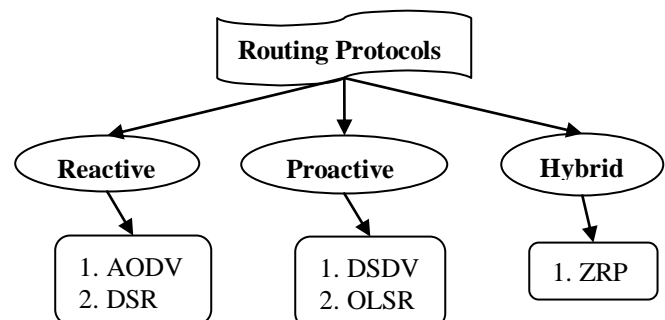 Routing Protocols
Reactive
Proactive
Hybrid
1. AODV
2. DSR
1. DSDV
2. OLSR
1. ZRP